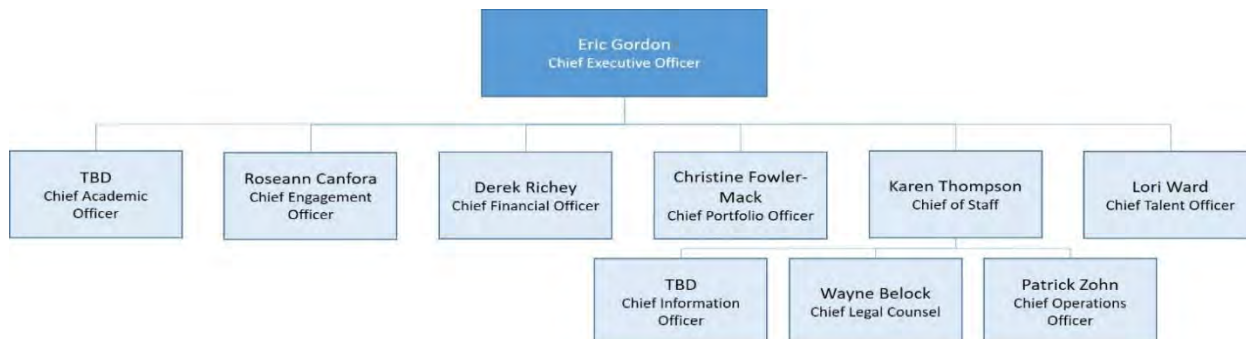 Eric Gordon
Chief Executive Officer
TBD
Chief Academic
Officer
Roseann Canfora
Chief Engagement
Officer
Derek Richey
Chief Financial Officer
Christine Fowler-
Mack
Chief Portfolio Officer
Karen Thompson
Chief of Staff
Lori Ward
Chief Talent Officer
TBD
Chief Information
Officer
Wayne Belock
Chief Legal Counsel
Patrick Zohn
Chief Operations
Officer